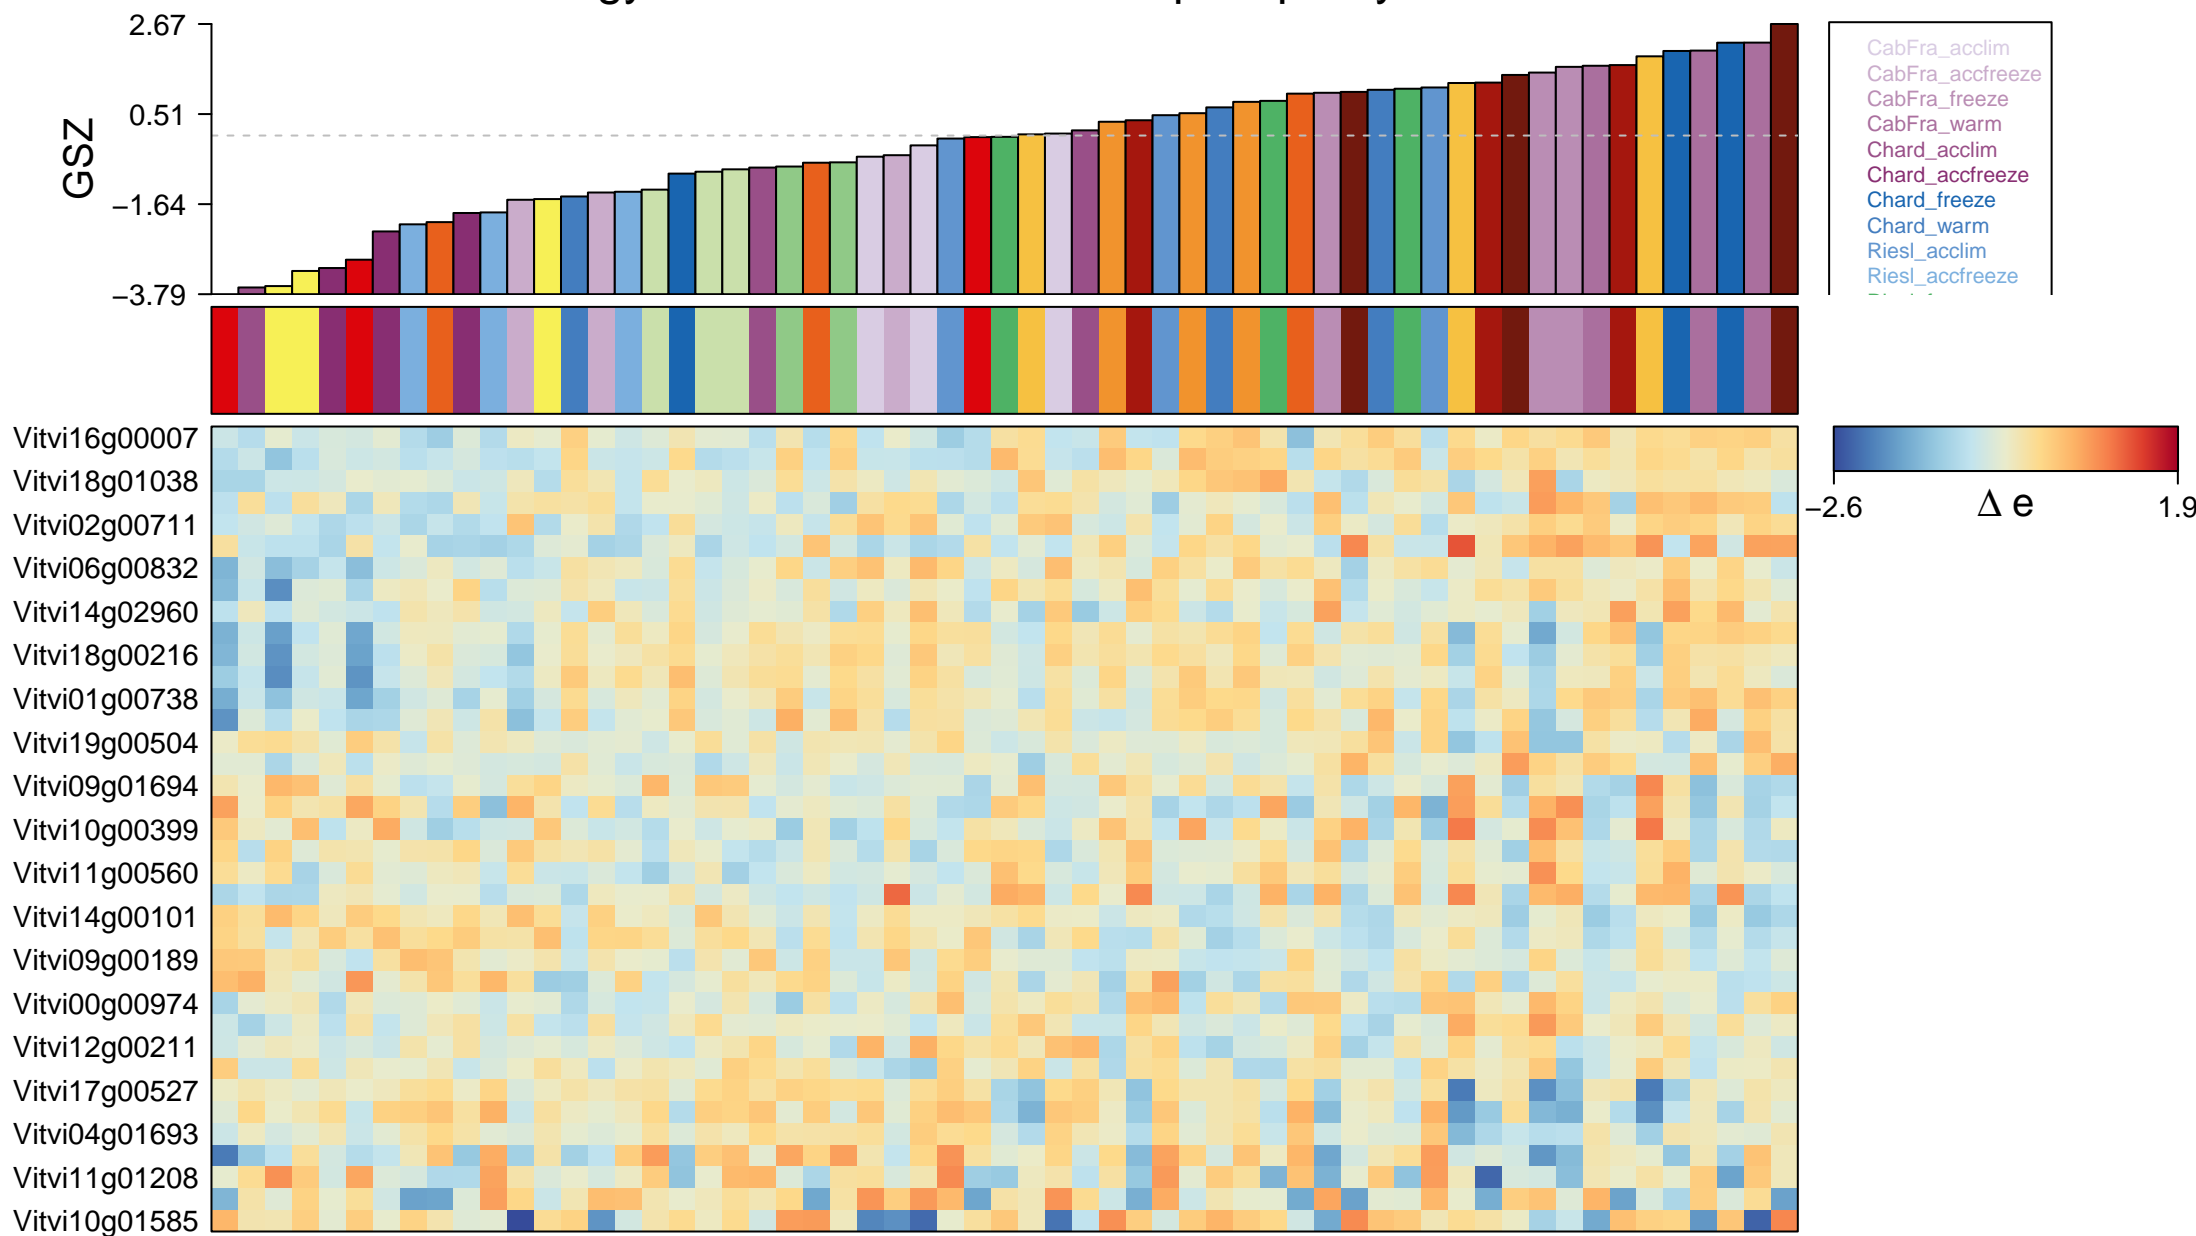 2.67
0.51
−1.64
−3.79
GSZ
CabFra_acclim
CabFra_accfreeze
CabFra_freeze
CabFra_warm
Chard_acclim
Chard_accfreeze
Chard_freeze
Chard_warm
Riesl_acclim
Riesl_accfreeze
Vitvi16g00007
Vitvi18g01038
Vitvi02g00711
Vitvi06g00832
Vitvi14g02960
Vitvi18g00216
Vitvi01g00738
Vitvi19g00504
Vitvi09g01694
Vitvi10g00399
Vitvi11g00560
Vitvi14g00101
Vitvi09g00189
Vitvi00g00974
Vitvi12g00211
Vitvi17g00527
Vitvi04g01693
Vitvi11g01208
Vitvi10g01585
−2.6
Δ e
1.9